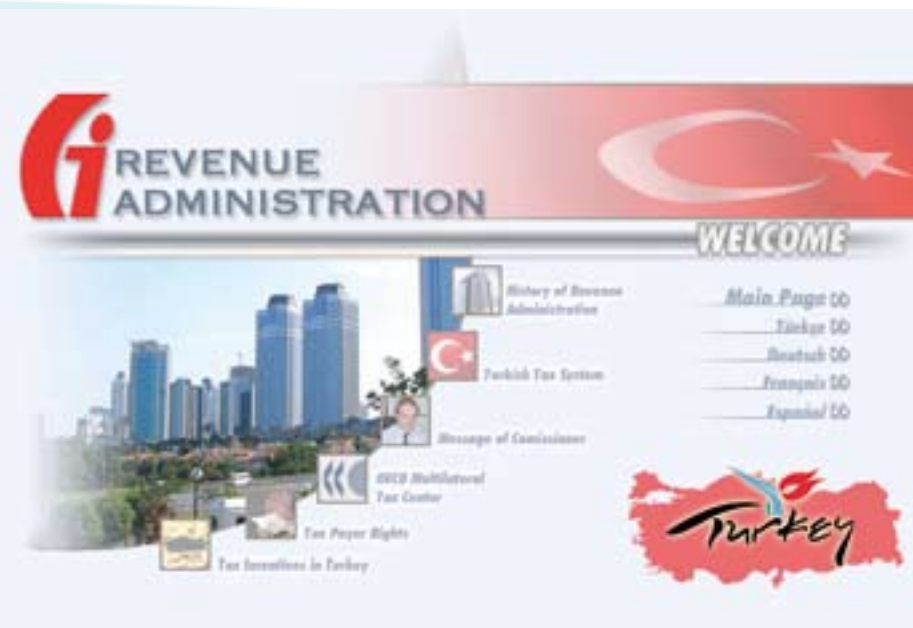 REVENUE
ADMINISTRATION
WELCOME
History of Revenue
Administration
Turkish Tax System
Message of Comissioner
OECD Multilateral
Tax Center
Tax Payer Rights
Tax Incentives in Turkey
Main Page
Türkçe
Deutsch
Français
Español
Turkey